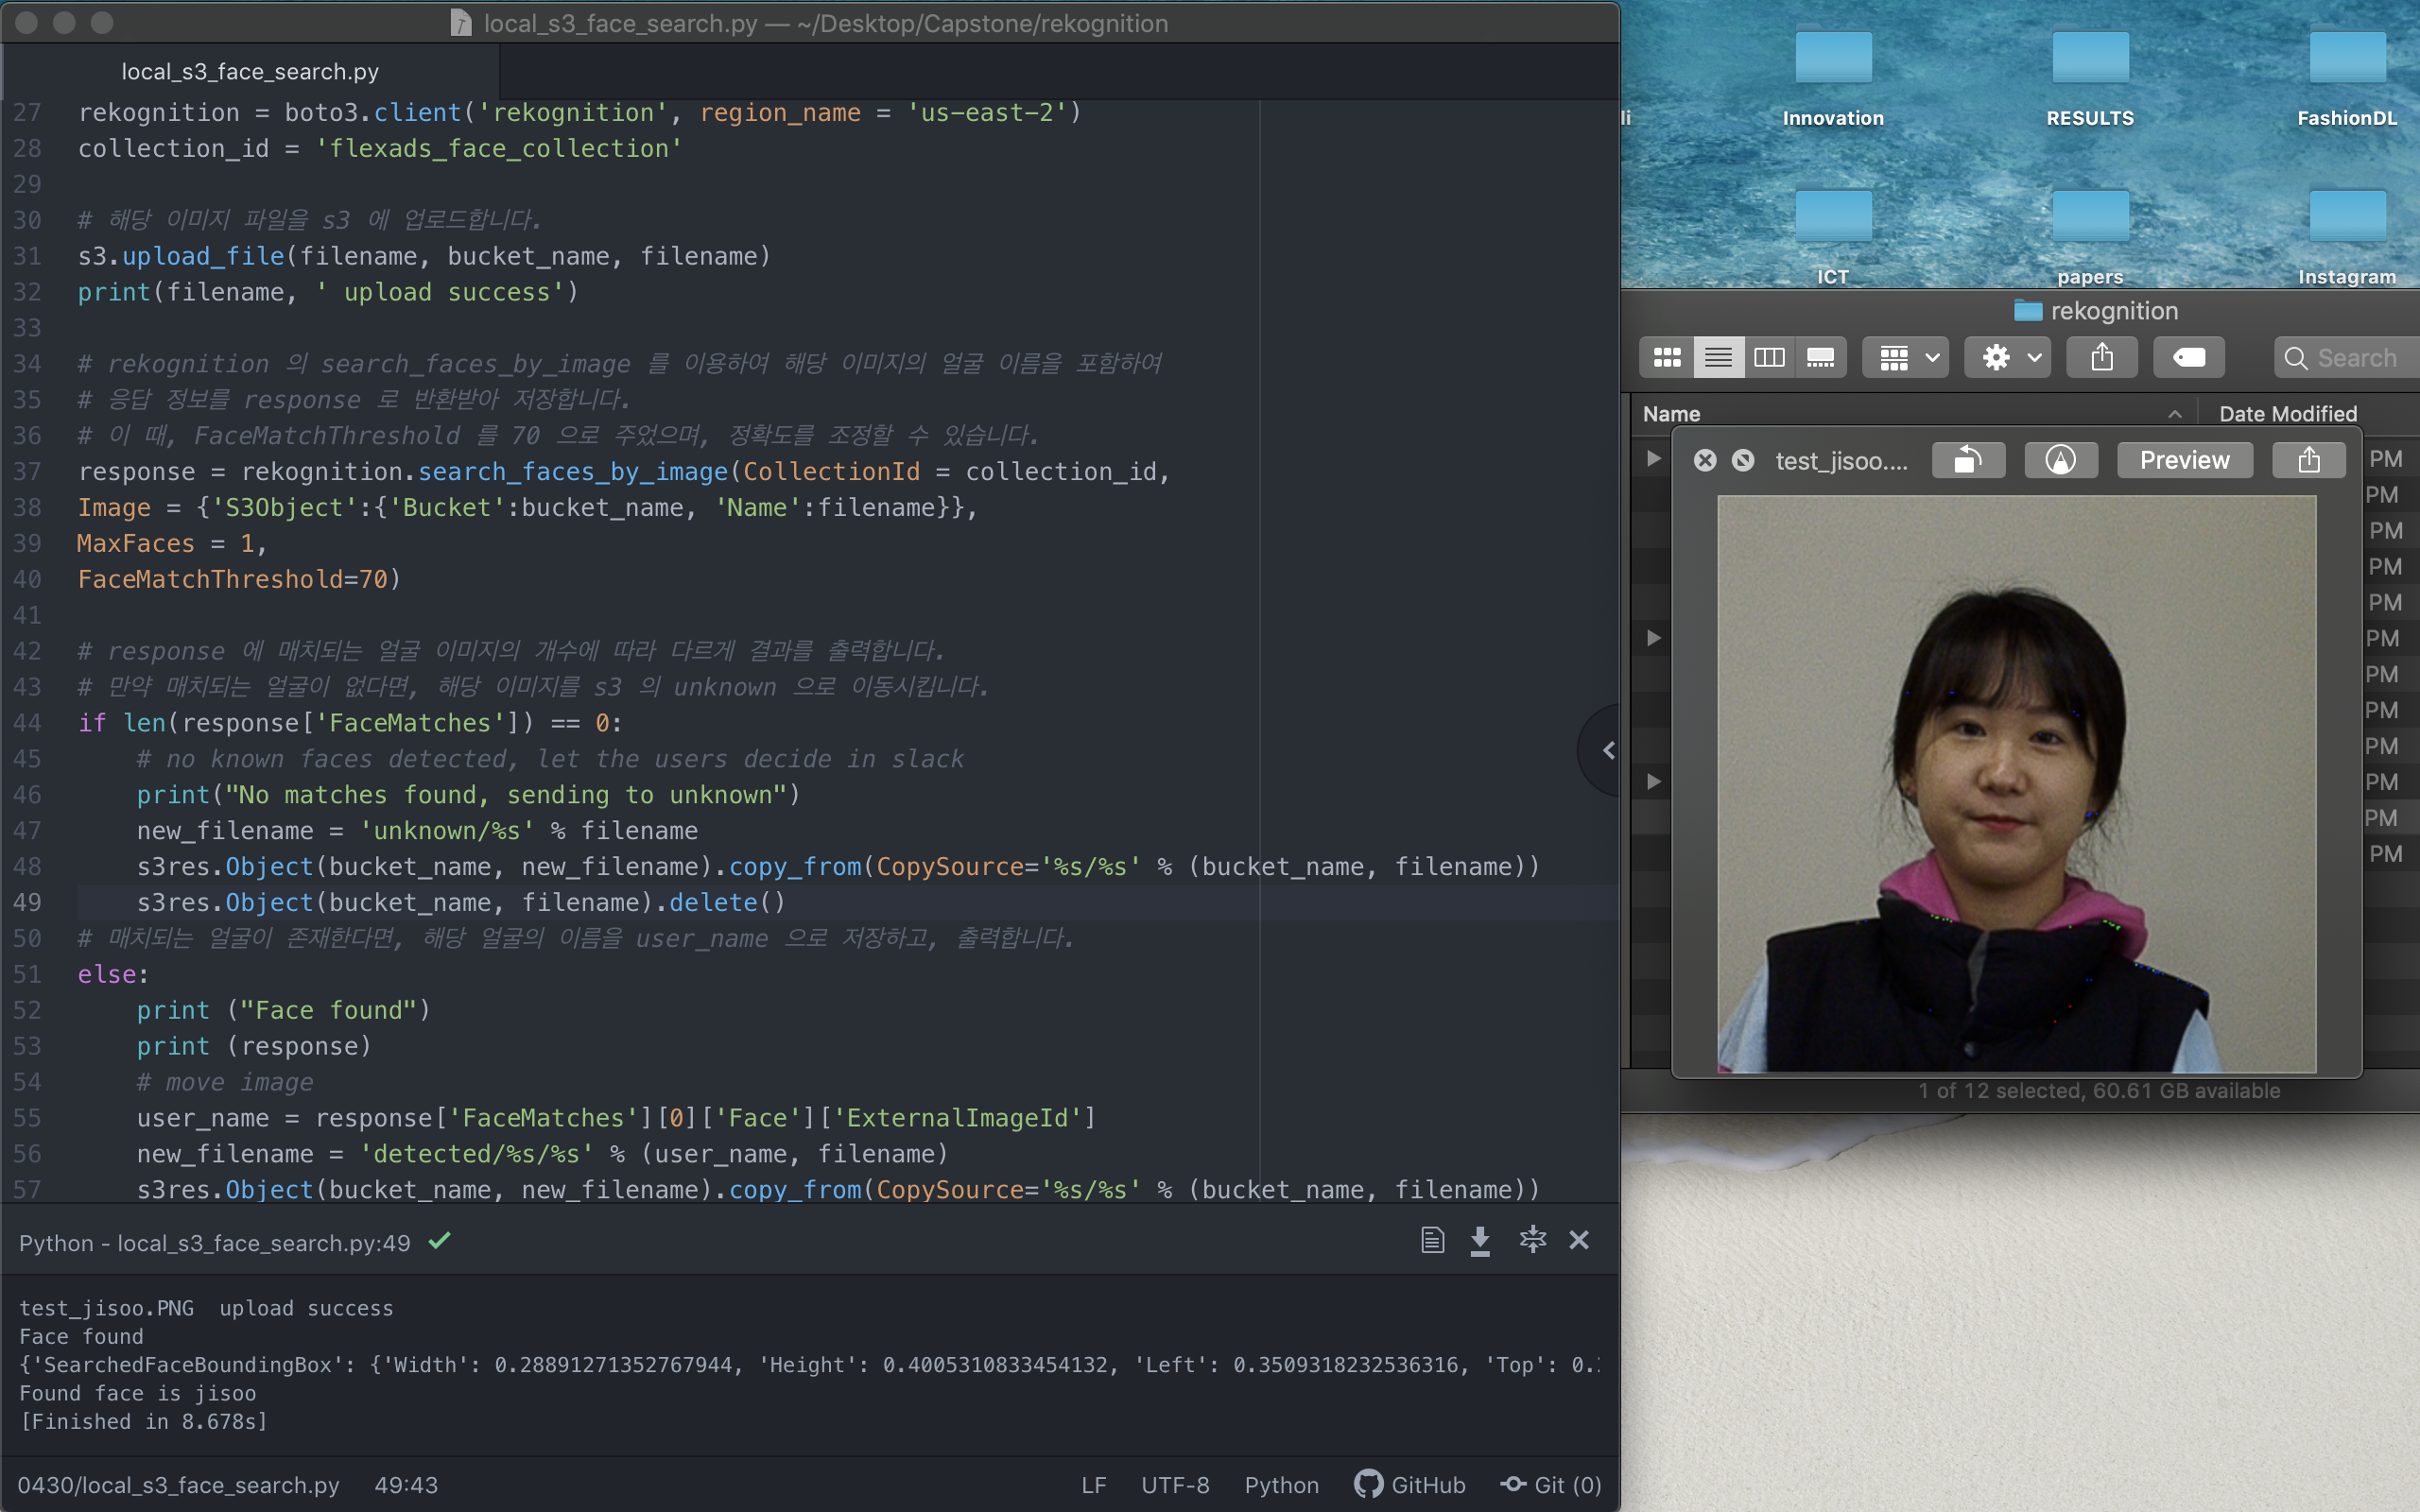 local_s3_face_search.py — ~/Desktop/Capstone/rekognition
local_s3_face_search.py
27 rekognition = boto3.client('rekognition', region_name = 'us-east-2')
28 collection_id = 'flexads_face_collection'
29
30 # 해당 이미지 파일을 s3 에 업로드합니다.
31 s3.upload_file(filename, bucket_name, filename)
32 print(filename, ' upload success')
33
34 # rekognition 의 search_faces_by_image 를 이용하여 해당 이미지의 얼굴 이름을 포함하여
35 # 응답 정보를 response 로 반환받아 저장합니다.
36 # 이 때, FaceMatchThreshold 를 70 으로 주었으며, 정확도를 조정할 수 있습니다.
37 response = rekognition.search_faces_by_image(CollectionId = collection_id,
38 Image = {'S3Object':{'Bucket':bucket_name, 'Name':filename}},
39 MaxFaces = 1,
40 FaceMatchThreshold=70)
41
42 # response 에 매치되는 얼굴 이미지의 개수에 따라 다르게 결과를 출력합니다.
43 # 만약 매치되는 얼굴이 없다면, 해당 이미지를 s3 의 unknown 으로 이동시킵니다.
44 if len(response['FaceMatches']) == 0:
45     # no known faces detected, let the users decide in slack
46     print("No matches found, sending to unknown")
47     new_filename = 'unknown/%s' % filename
48     s3res.Object(bucket_name, new_filename).copy_from(CopySource='%s/%s' % (bucket_name, filename))
49     s3res.Object(bucket_name, filename).delete()
50 # 매치되는 얼굴이 존재한다면, 해당 얼굴의 이름을 user_name 으로 저장하고, 출력합니다.
51 else:
52     print ("Face found")
53     print (response)
54     # move image
55     user_name = response['FaceMatches'][0]['Face']['ExternalImageId']
56     new_filename = 'detected/%s/%s' % (user_name, filename)
57     s3res.Object(bucket_name, new_filename).copy_from(CopySource='%s/%s' % (bucket_name, filename))
Python - local_s3_face_search.py:49
test_jisoo.PNG  upload success
Face found
{'SearchedFaceBoundingBox': {'Width': 0.28891271352767944, 'Height': 0.4005310833454132, 'Left': 0.3509318232536316, 'Top': 0.
Found face is jisoo
[Finished in 8.678s]
0430/local_s3_face_search.py 49:43 LF UTF-8 Python GitHub Git (0)
li Innovation RESULTS FashionDL
ICT papers Instagram
rekognition
Search
Name Date Modified
test_jisoo.... Preview
PM
PM
PM
PM
PM
PM
PM
PM
PM
PM
PM
PM
1 of 12 selected, 60.61 GB available